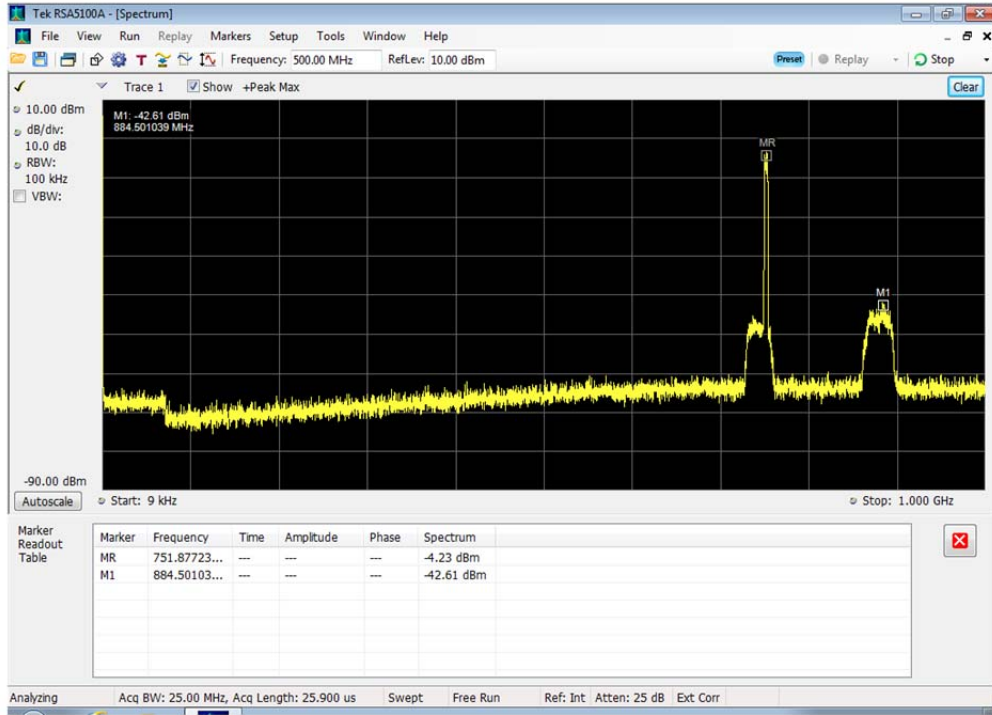 Tek RSA5100A - [Spectrum]
File View Run Replay Markers Setup Tools Window Help
T Frequency: 500.00 MHz RefLev: 10.00 dBm Preset Replay Stop
Trace 1 Show +Peak Max Clear
10.00 dBm
dB/div:
10.0 dB
RBW:
100 kHz
VBW:
-90.00 dBm
M1: -42.61 dBm
884.501039 MHz
MR
M1
Autoscale Start: 9 kHz Stop: 1.000 GHz
Marker
Readout
Table
Marker Frequency Time Amplitude Phase Spectrum
MR 751.87723... --- --- --- -4.23 dBm
M1 884.50103... --- --- --- -42.61 dBm
Analyzing Acq BW: 25.00 MHz, Acq Length: 25.900 us Swept Free Run Ref: Int Atten: 25 dB Ext Corr